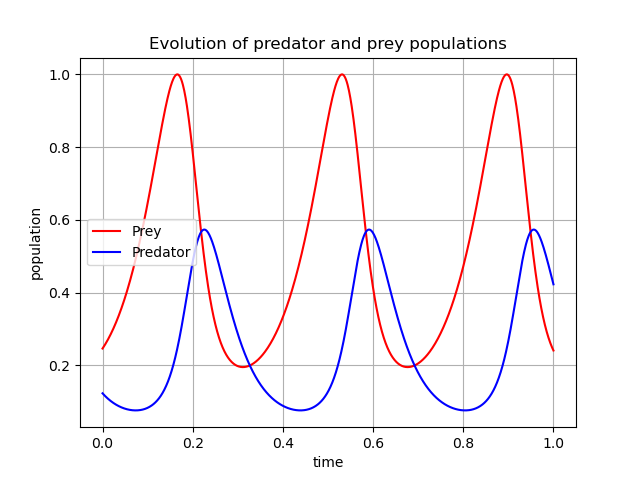 Evolution of predator and prey populations
population
1.0
0.8
0.6
0.4
0.2
Prey
Predator
0.0 0.2 0.4 0.6 0.8 1.0
time